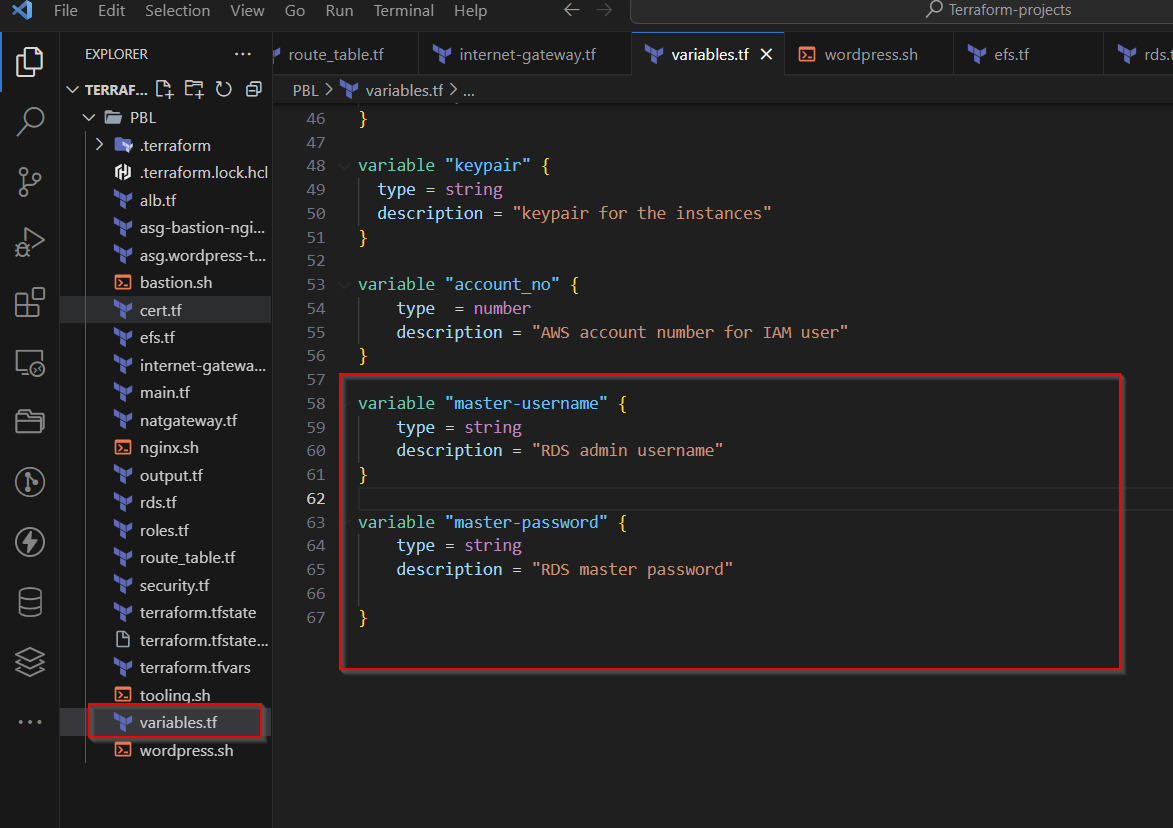 File Edit Selection View Go Run Terminal Help
Terraform-projects
EXPLORER
TERRAF...
PBL
.terraform
.terraform.lock.hcl
alb.tf
asg-bastion-ngi...
asg.wordpress-t...
bastion.sh
cert.tf
efs.tf
internet-gatewa...
main.tf
natgateway.tf
nginx.sh
output.tf
rds.tf
roles.tf
route_table.tf
security.tf
terraform.tfstate
terraform.tfstate...
terraform.tfvars
tooling.sh
variables.tf
wordpress.sh
route_table.tf internet-gateway.tf variables.tf wordpress.sh efs.tf rds.t
PBL > variables.tf > ...
46 }
47
48 variable "keypair" {
49 type = string
50 description = "keypair for the instances"
51 }
52
53 variable "account_no" {
54 type = number
55 description = "AWS account number for IAM user"
56 }
57
58 variable "master-username" {
59 type = string
60 description = "RDS admin username"
61 }
62
63 variable "master-password" {
64 type = string
65 description = "RDS master password"
66
67 }